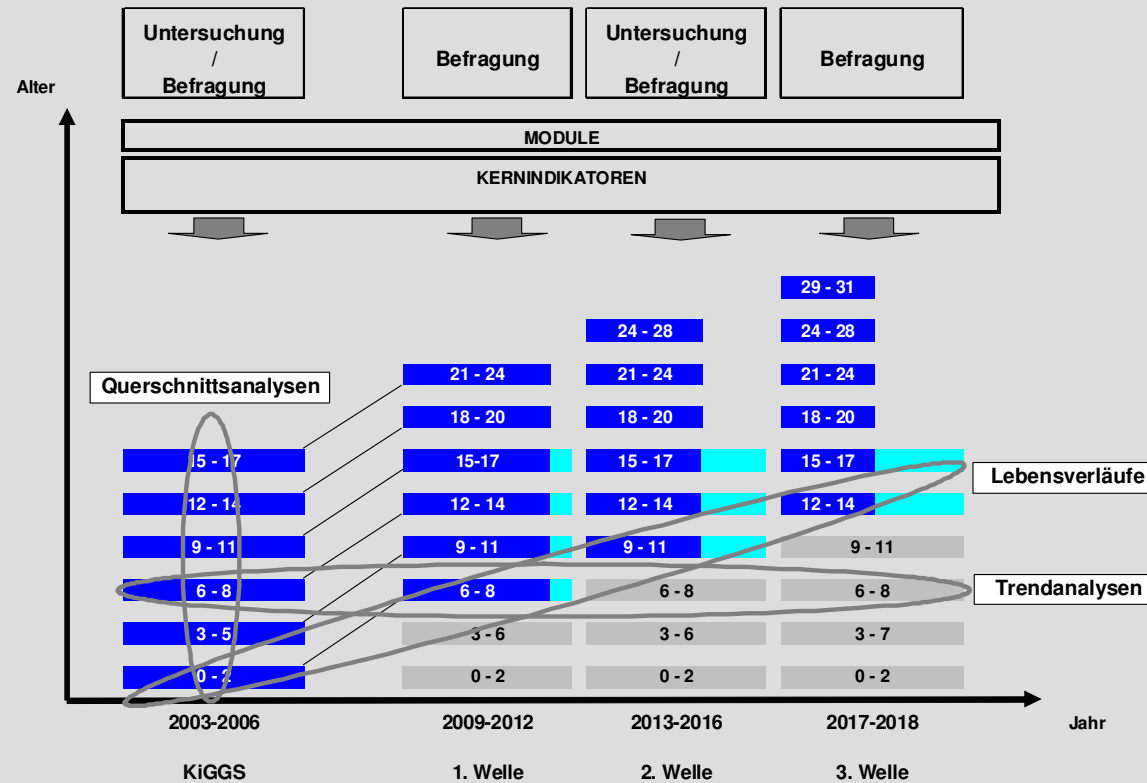 Untersuchung
/
Befragung
Befragung
Untersuchung
/
Befragung
Befragung
Alter
MODULE
KERNINDIKATOREN
29 - 31
24 - 28
24 - 28
21 - 24
21 - 24
21 - 24
Querschnittsanalysen
18 - 20
18 - 20
18 - 20
15 - 17
15-17
15 - 17
15 - 17
Lebensverläufe
12 - 14
12 - 14
12 - 14
12 - 14
9 - 11
9 - 11
9 - 11
9 - 11
6 - 8
6 - 8
6 - 8
6 - 8
Trendanalysen
3 - 5
3 - 6
3 - 6
3 - 7
0 - 2
0 - 2
0 - 2
0 - 2
2003-2006
2009-2012
2013-2016
2017-2018
Jahr
KiGGS
1. Welle
2. Welle
3. Welle